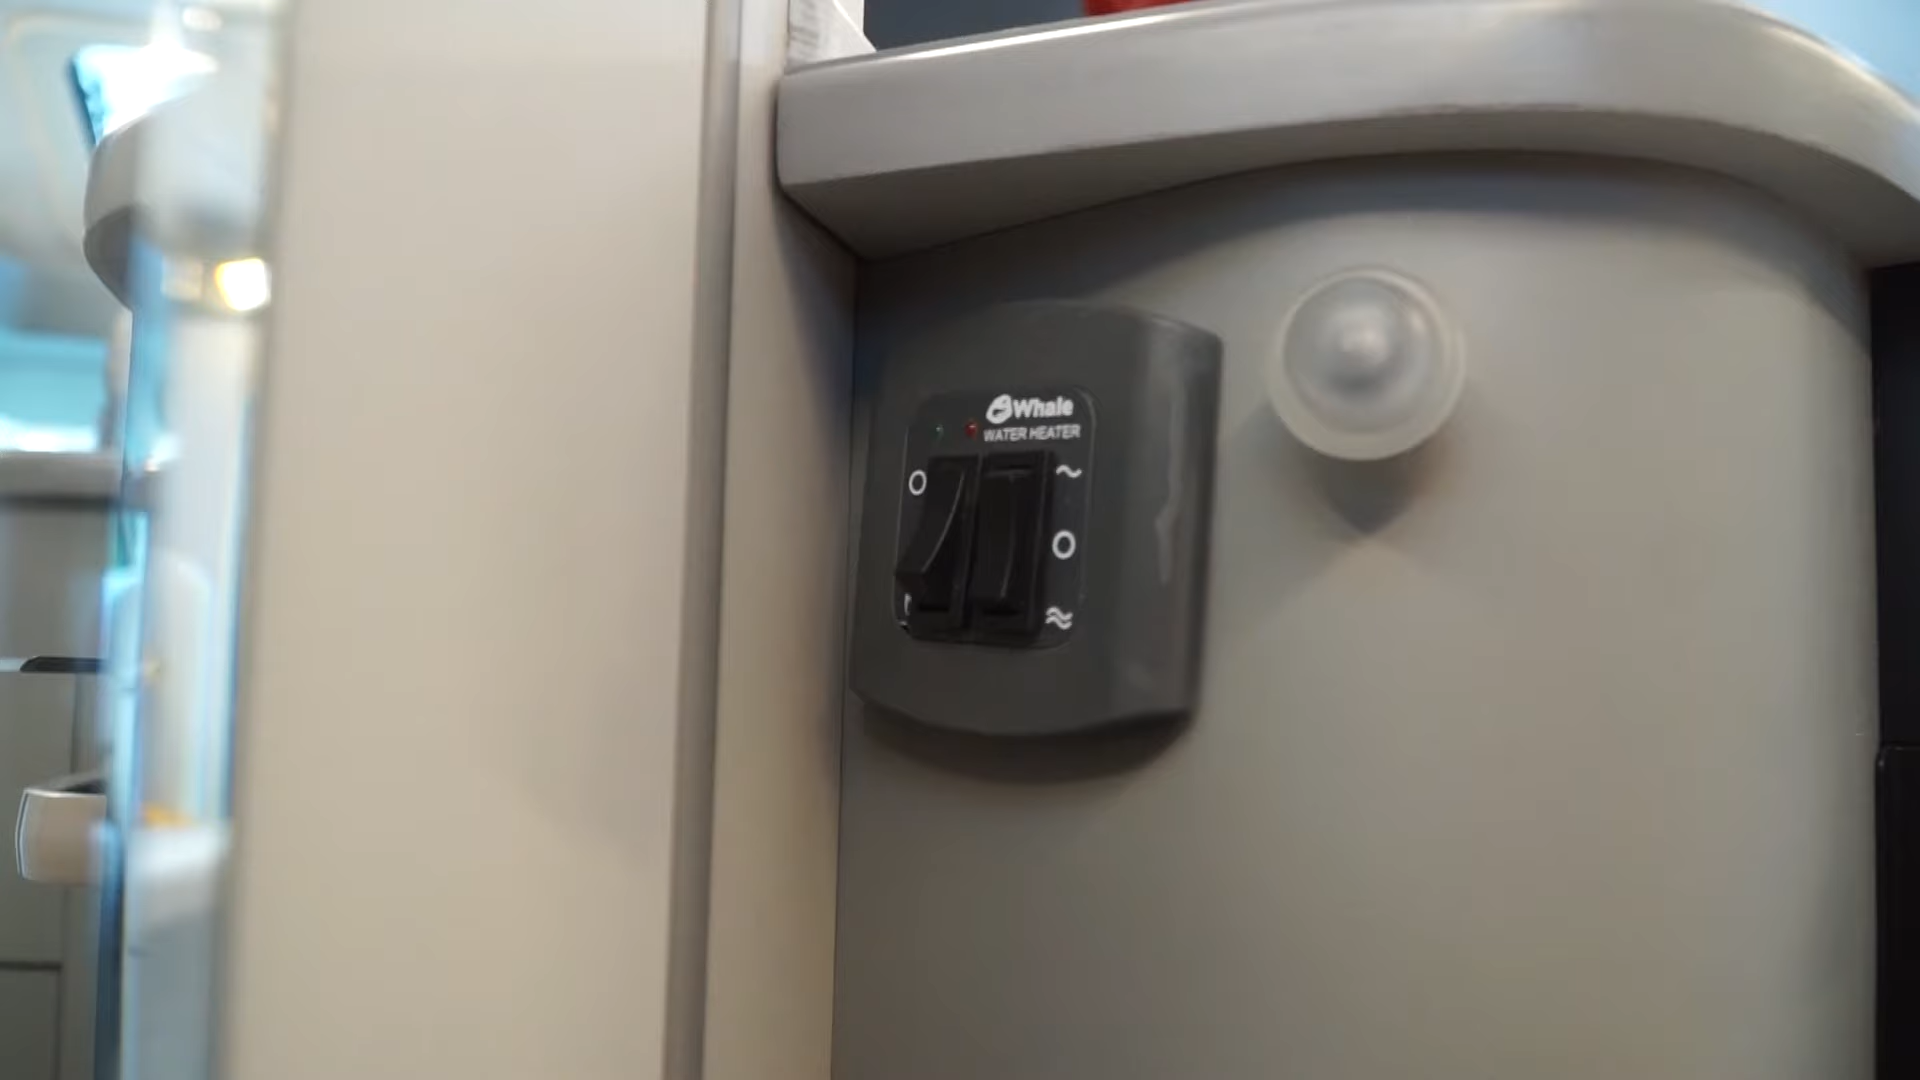 Whale
WATER HEATER
O
~
O
≈